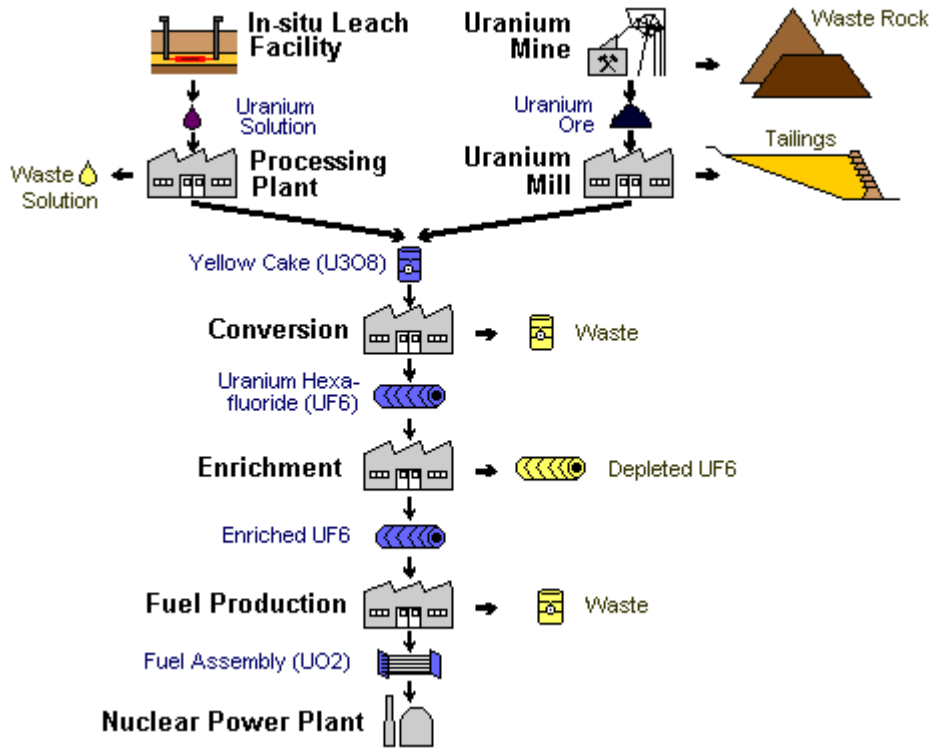 In-situ Leach
Facility
Uranium
Mine
Waste Rock
Uranium
Solution
Uranium
Ore
Tailings
Waste
Solution
Processing
Plant
Uranium
Mill
Yellow Cake (U3O8)
Conversion
Waste
Uranium Hexa-
fluoride (UF6)
Enrichment
Depleted UF6
Enriched UF6
Fuel Production
Waste
Fuel Assembly (UO2)
Nuclear Power Plant